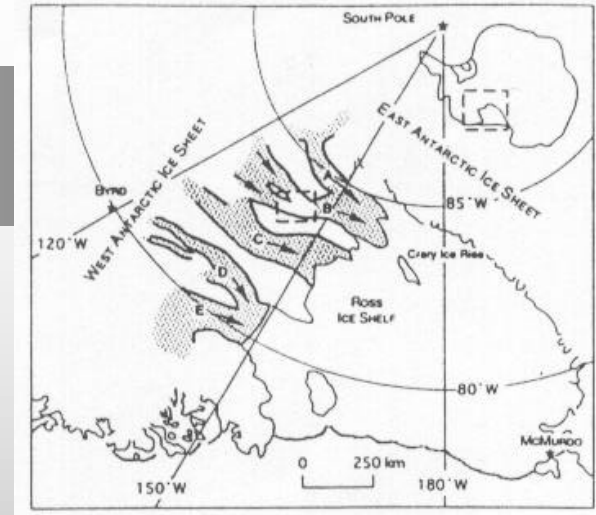 SOUTH POLE
EAST ANTARCTIC ICE SHEET
WEST ANTARCTIC ICE SHEET
A
BYRD
B
85°W
120°W
C
Crary Ice Rise
D
ROSS
ICE SHELF
E
80°W
McMURDO
0 250 km
150°W
180°W